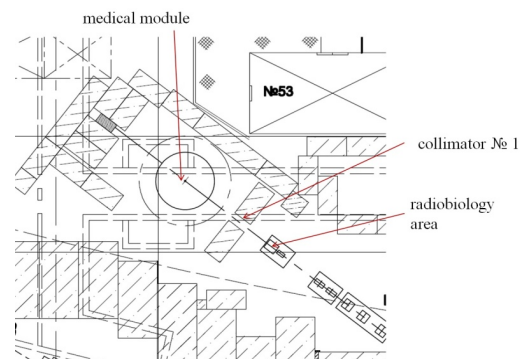 medical module
№53
collimator № 1
radiobiology
area